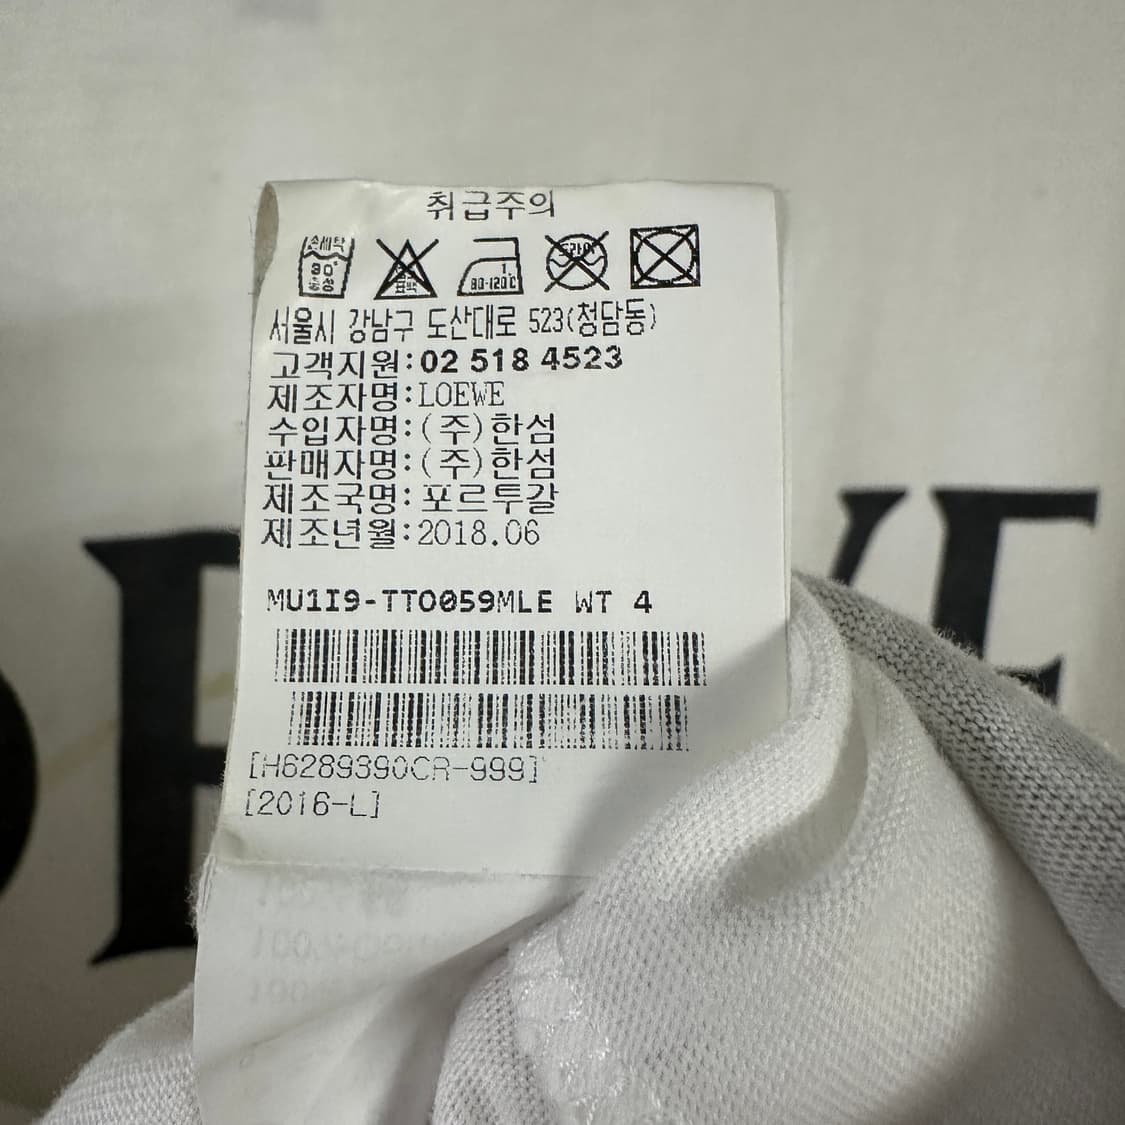 취급주의
손세탁
30°
중성
표백
1
80-120℃
드라이
서울시 강남구 도산대로 523(청담동)
고객지원:02 518 4523
제조자명:LOEWE
수입자명:(주)한섬
판매자명:(주)한섬
제조국명:포르투갈
제조년월:2018.06
MU1I9-TTO059MLE WT 4
[H6289390CR-999]
[2016-L]